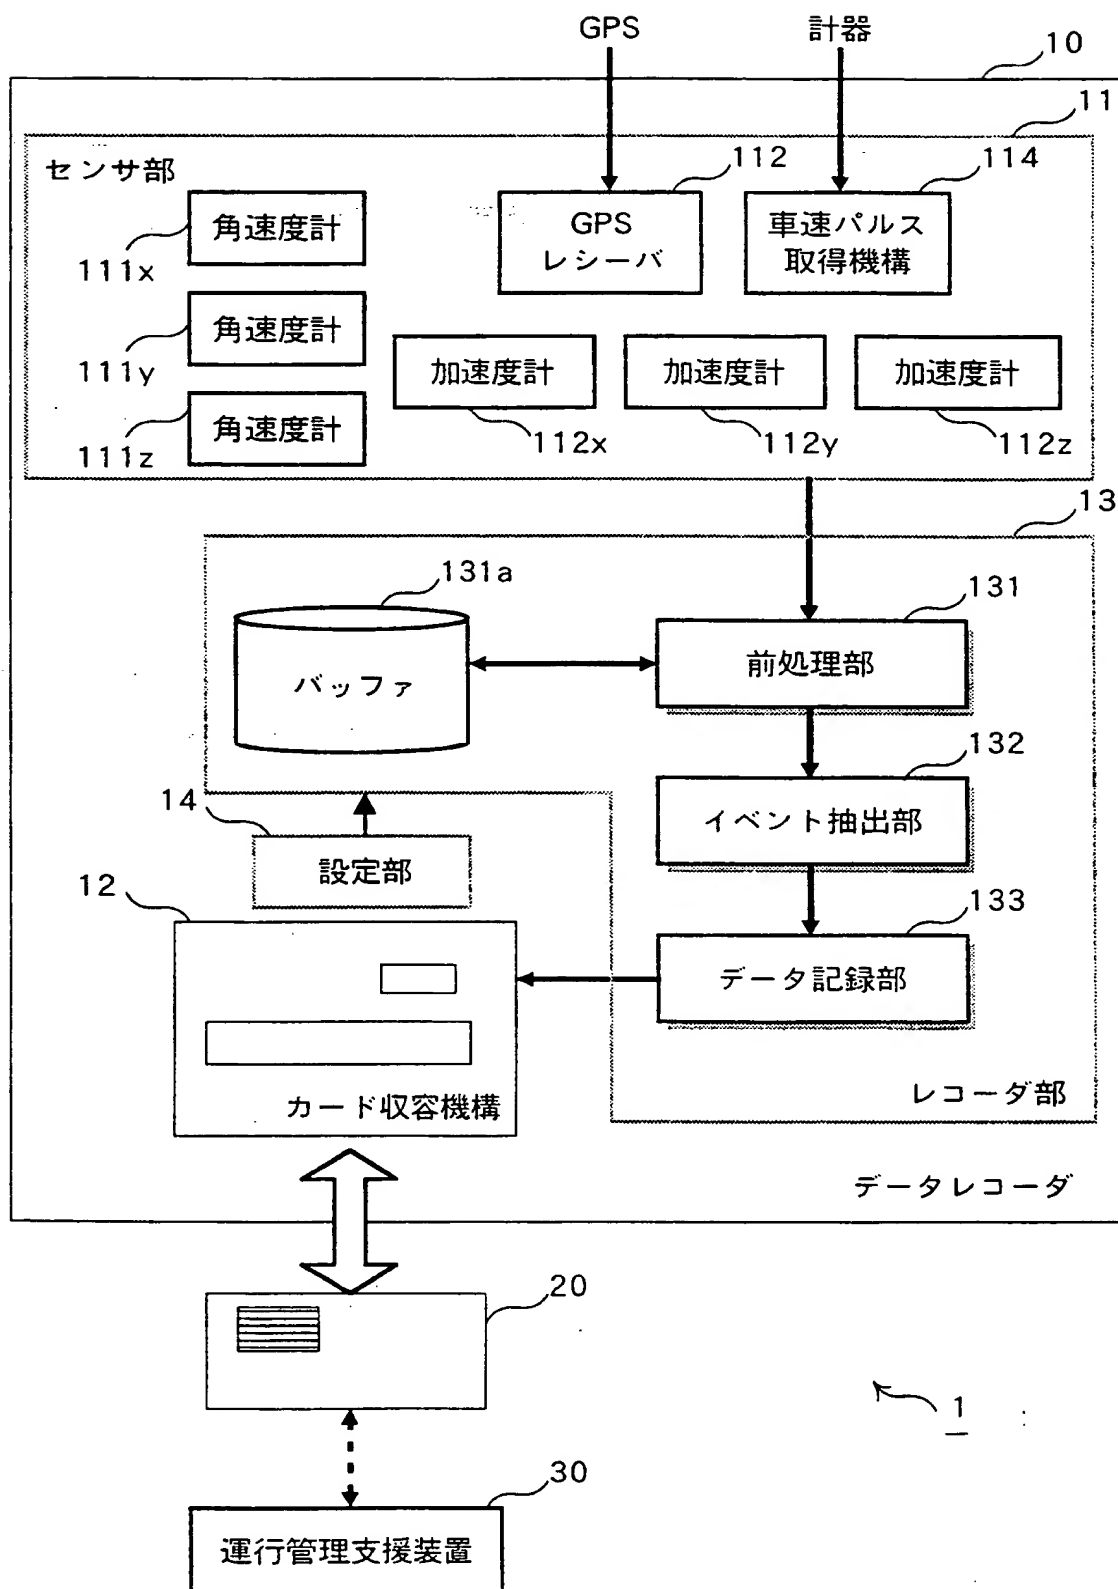 GPS
計器
10
11
センサ部
112
114
角速度計
GPS
レシーバ
車速パルス
取得機構
111x
角速度計
加速度計
加速度計
加速度計
111y
角速度計
112x
112y
112z
111z
13
131a
131
バッファ
前処理部
132
14
イベント抽出部
設定部
12
133
データ記録部
カード収容機構
レコーダ部
データレコーダ
20
1
30
運行管理支援装置